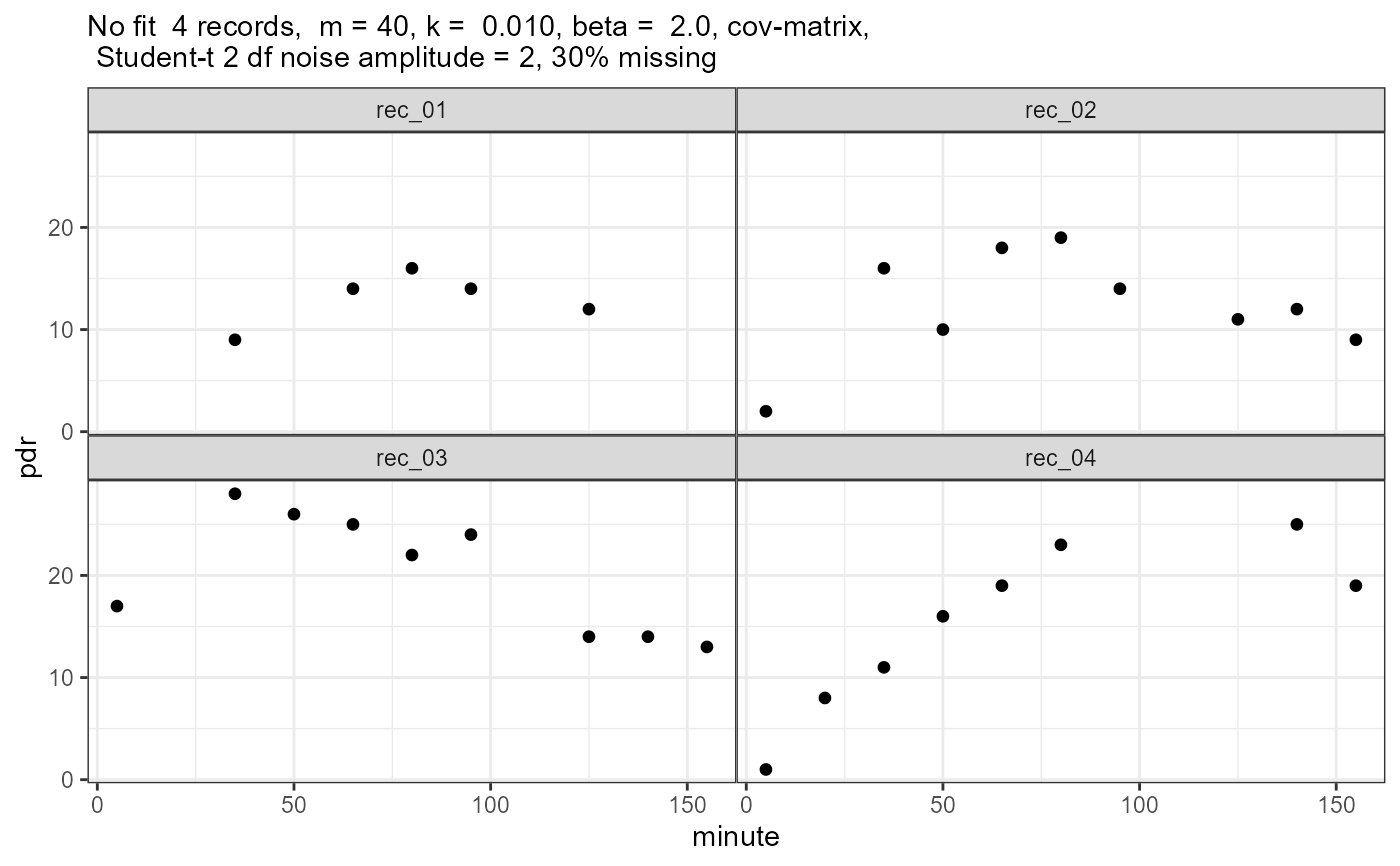 No fit  4 records,  m = 40, k =  0.010, beta =  2.0, cov-matrix,
Student-t 2 df noise amplitude = 2, 30% missing
rec_01 rec_02
20
10
0
rec_03 rec_04
20
10
0
pdr
0 50 100 150 0 50 100 150
minute